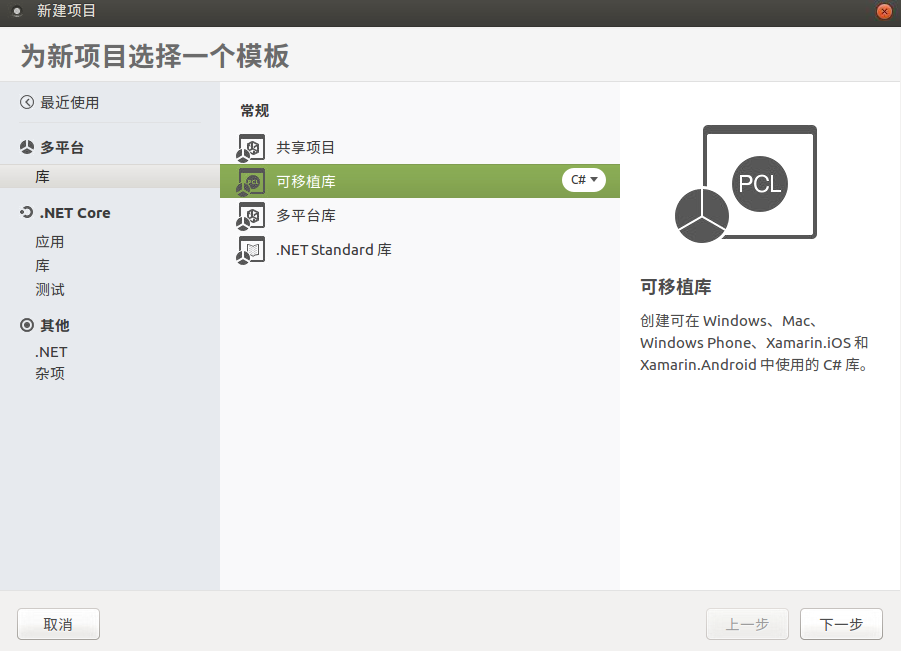 新建项目
为新项目选择一个模板
最近使用
多平台
库
.NET Core
应用
库
测试
其他
.NET
杂项
常规
共享项目
PCL 可移植库 C#
多平台库
.NET Standard 库
PCL
可移植库
创建可在 Windows、Mac、
Windows Phone、Xamarin.iOS 和
Xamarin.Android 中使用的 C# 库。
取消
上一步
下一步